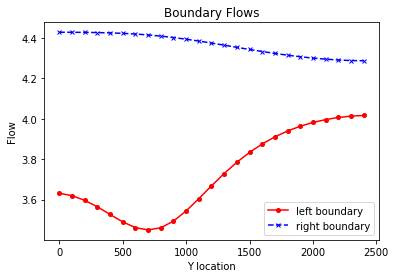 Boundary Flows
Flow
4.4
4.2
4.0
3.8
3.6
0 500 1000 1500 2000 2500
Y location
left boundary
right boundary